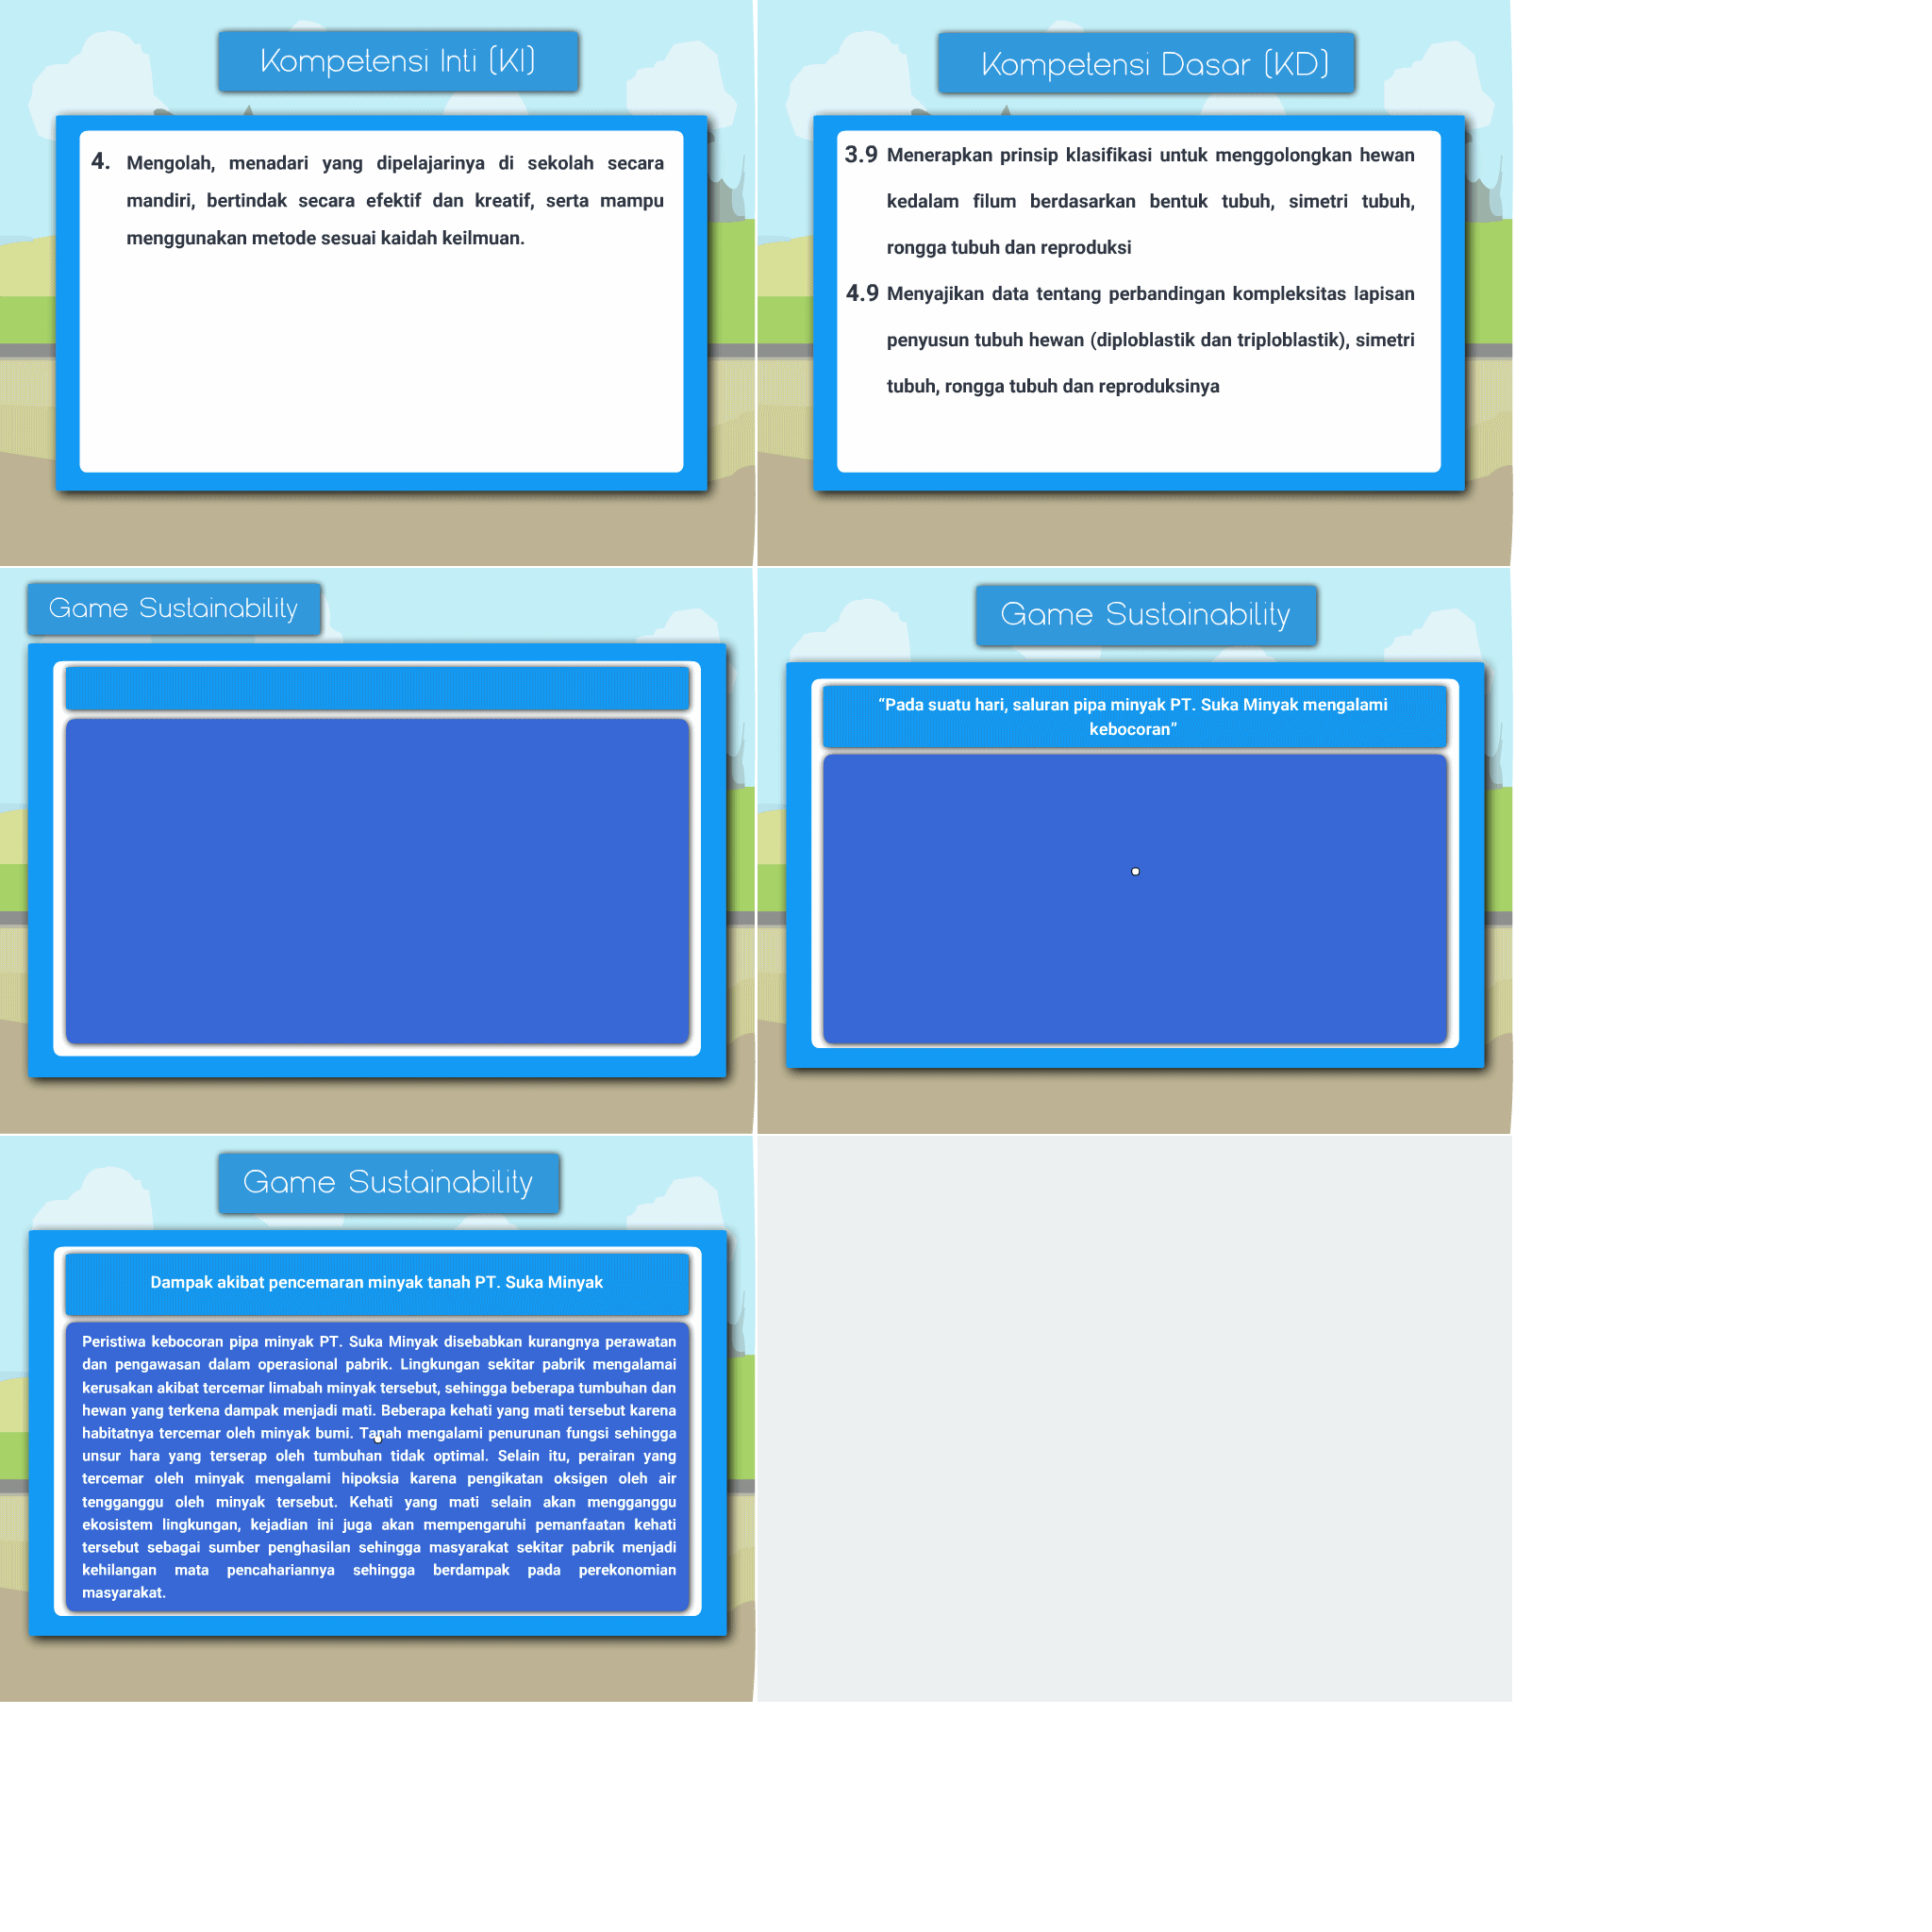 Kompetensi Inti (KI)
4. Mengolah, menadari yang dipelajarinya di sekolah secara
mandiri, bertindak secara efektif dan kreatif, serta mampu
menggunakan metode sesuai kaidah keilmuan.
Kompetensi Dasar (KD)
3.9 Menerapkan prinsip klasifikasi untuk menggolongkan hewan
kedalam filum berdasarkan bentuk tubuh, simetri tubuh,
rongga tubuh dan reproduksi
4.9 Menyajikan data tentang perbandingan kompleksitas lapisan
penyusun tubuh hewan (diploblastik dan triploblastik), simetri
tubuh, rongga tubuh dan reproduksinya
Game Sustainability
Game Sustainability
“Pada suatu hari, saluran pipa minyak PT. Suka Minyak mengalami
kebocoran”
Game Sustainability
Dampak akibat pencemaran minyak tanah PT. Suka Minyak
Peristiwa kebocoran pipa minyak PT. Suka Minyak disebabkan kurangnya perawatan
dan pengawasan dalam operasional pabrik. Lingkungan sekitar pabrik mengalamai
kerusakan akibat tercemar limabah minyak tersebut, sehingga beberapa tumbuhan dan
hewan yang terkena dampak menjadi mati. Beberapa kehati yang mati tersebut karena
habitatnya tercemar oleh minyak bumi. Tanah mengalami penurunan fungsi sehingga
unsur hara yang terserap oleh tumbuhan tidak optimal. Selain itu, perairan yang
tercemar oleh minyak mengalami hipoksia karena pengikatan oksigen oleh air
tengganggu oleh minyak tersebut. Kehati yang mati selain akan mengganggu
ekosistem lingkungan, kejadian ini juga akan mempengaruhi pemanfaatan kehati
tersebut sebagai sumber penghasilan sehingga masyarakat sekitar pabrik menjadi
kehilangan mata pencahariannya sehingga berdampak pada perekonomian
masyarakat.